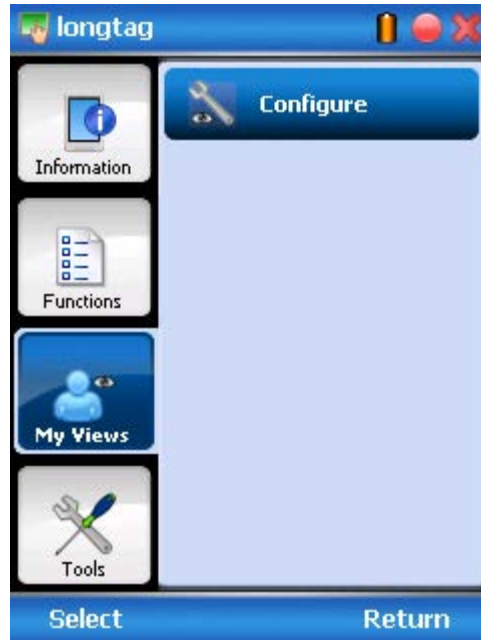 longtag
Configure
Information
Functions
My Views
Tools
Select
Return